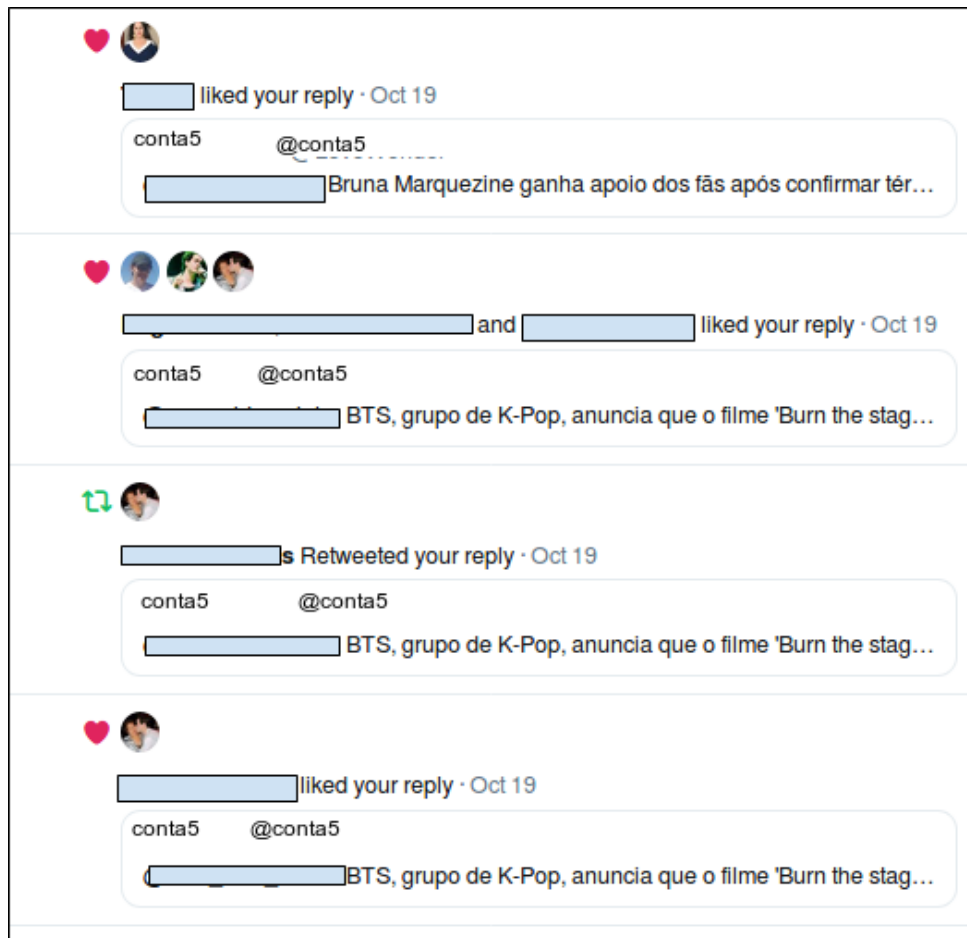 liked your reply · Oct 19
conta5 @conta5
Bruna Marquezine ganha apoio dos fãs após confirmar tér…
and liked your reply · Oct 19
conta5 @conta5
BTS, grupo de K-Pop, anuncia que o filme 'Burn the stag…
s Retweeted your reply · Oct 19
conta5 @conta5
BTS, grupo de K-Pop, anuncia que o filme 'Burn the stag…
liked your reply · Oct 19
conta5 @conta5
BTS, grupo de K-Pop, anuncia que o filme 'Burn the stag…